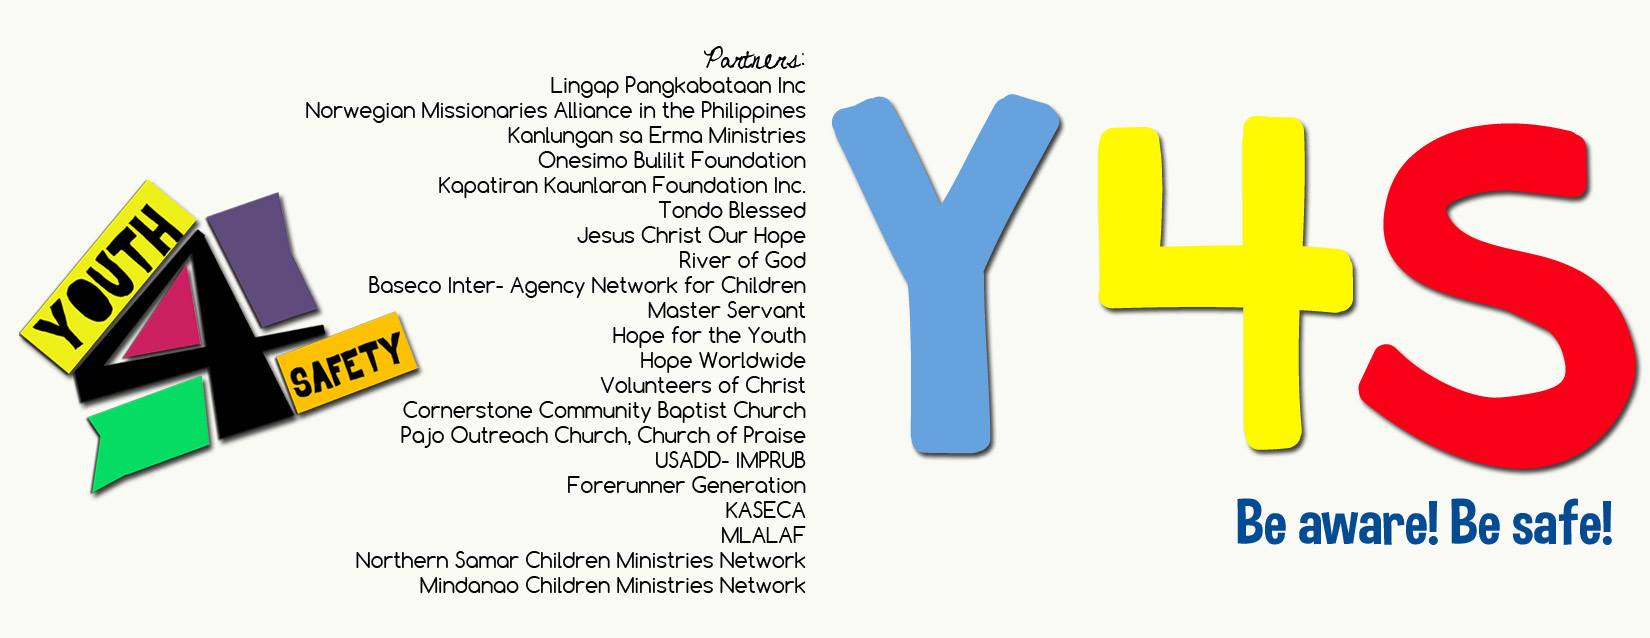 YOUTH
4
SAFETY
Partners:
Lingap Pangkabataan Inc
Norwegian Missionaries Alliance in the Philippines
Kanlungan sa Erma Ministries
Onesimo Bulilit Foundation
Kapatiran Kaunlaran Foundation Inc.
Tondo Blessed
Jesus Christ Our Hope
River of God
Baseco Inter- Agency Network for Children
Master Servant
Hope for the Youth
Hope Worldwide
Volunteers of Christ
Cornerstone Community Baptist Church
Pajo Outreach Church, Church of Praise
USADD- IMPRUB
Forerunner Generation
KASECA
MLALAF
Northern Samar Children Ministries Network
Mindanao Children Ministries Network
Y4S
Be aware! Be safe!